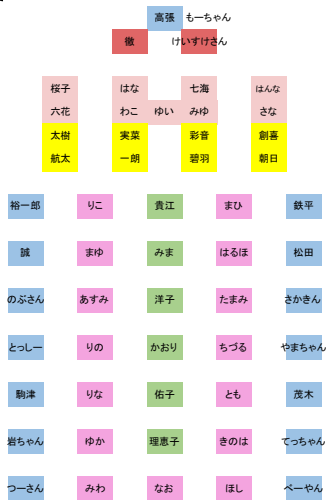 高張 もーちゃん
徹 けいすけさん
桜子 はな 七海 はんな
六花 わこ ゆい みゆ さな
太樹 実菜 彩音 創喜
航太 一朗 碧羽 朝日
裕一郎 りこ 貴江 まひ 鉄平
誠 まゆ みま はるほ 松田
のぶさん あすみ 洋子 たまみ さかきん
とっしー りの かおり ちづる やまちゃん
駒津 りな 佑子 とも 茂木
岩ちゃん ゆか 理恵子 きのは てっちゃん
つーさん みわ なお ほし べーやん